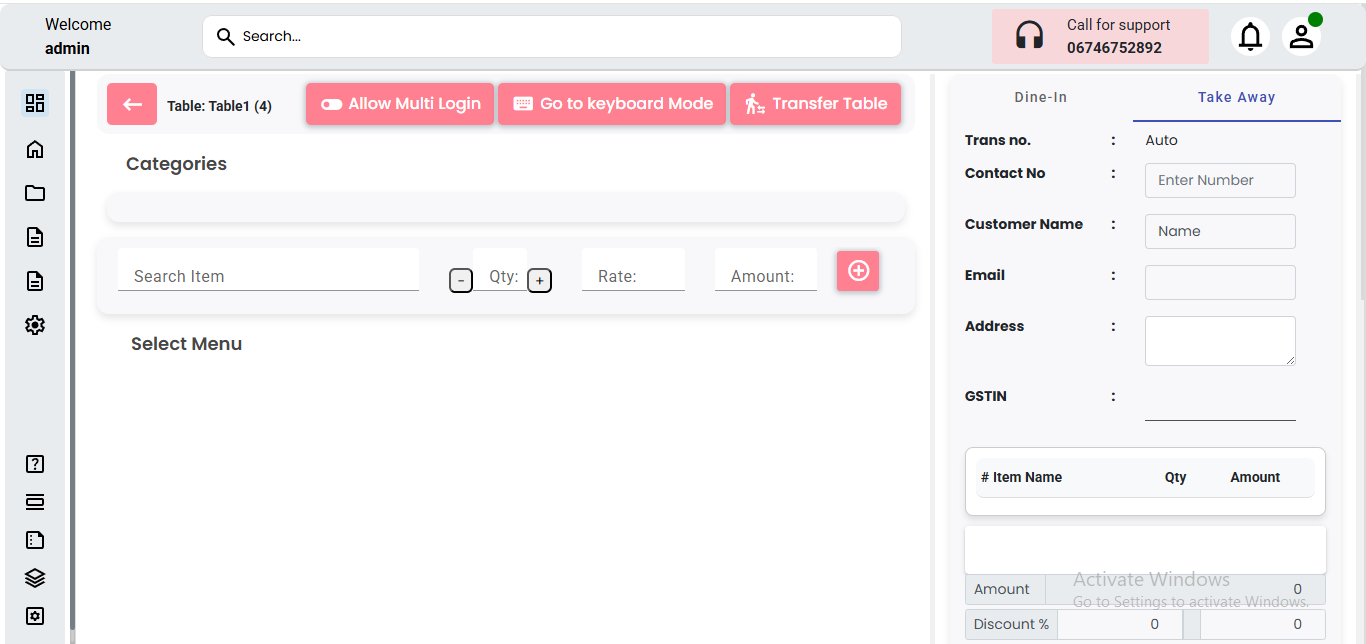 Welcome
admin
Search...
Call for support
06746752892
Table: Table1 (4)
Allow Multi Login
Go to keyboard Mode
Transfer Table
Categories
Search Item
-
Qty:
+
Rate:
Amount:
Select Menu
Dine-In
Take Away
Trans no. : Auto
Contact No : Enter Number
Customer Name : Name
Email :
Address :
GSTIN :
# Item Name Qty Amount
Amount 0
Discount % 0 0
Activate Windows
Go to Settings to activate Windows.